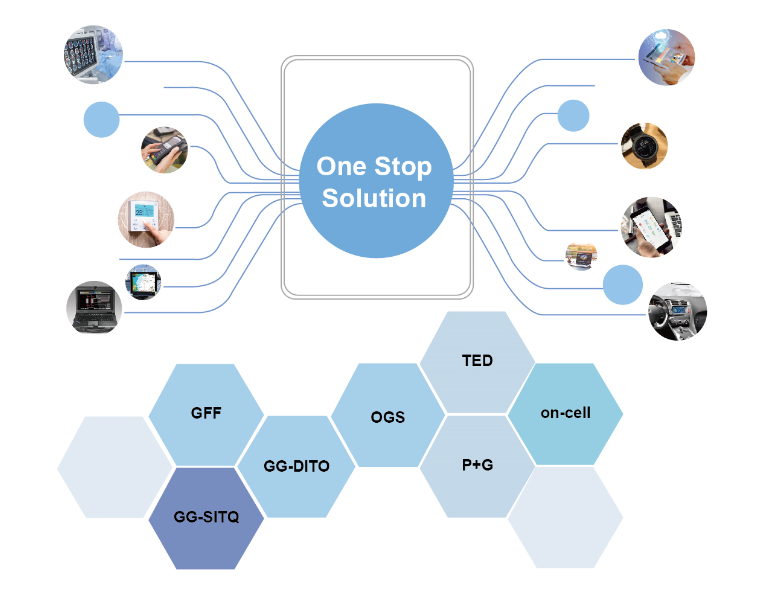 One Stop
Solution
TED
GFF
OGS
on-cell
GG-DITO
P+G
GG-SITQ